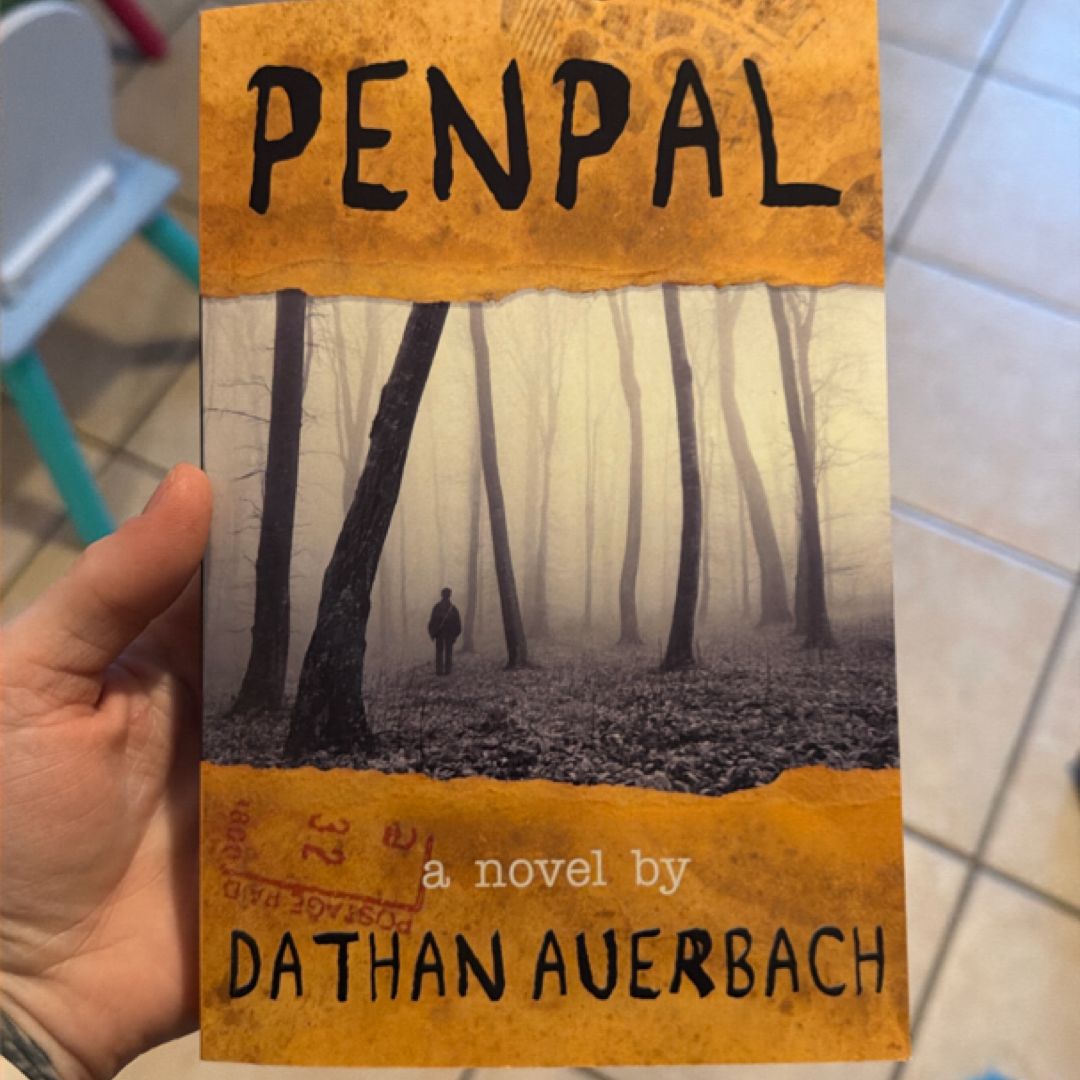 PENPAL
a novel by
DATHAN AUERBACH
32
POSTAGE PAID